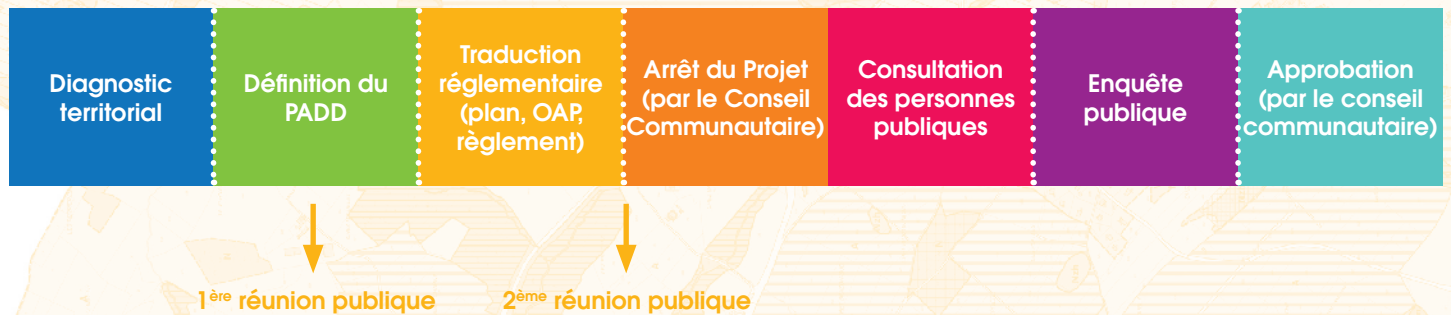 Diagnostic
territorial
Définition du
PADD
Traduction
réglementaire
(plan, OAP,
règlement)
Arrêt du Projet
(par le Conseil
Communautaire)
Consultation
des personnes
publiques
Enquête
publique
Approbation
(par le conseil
communautaire)
1ère réunion publique
2ème réunion publique